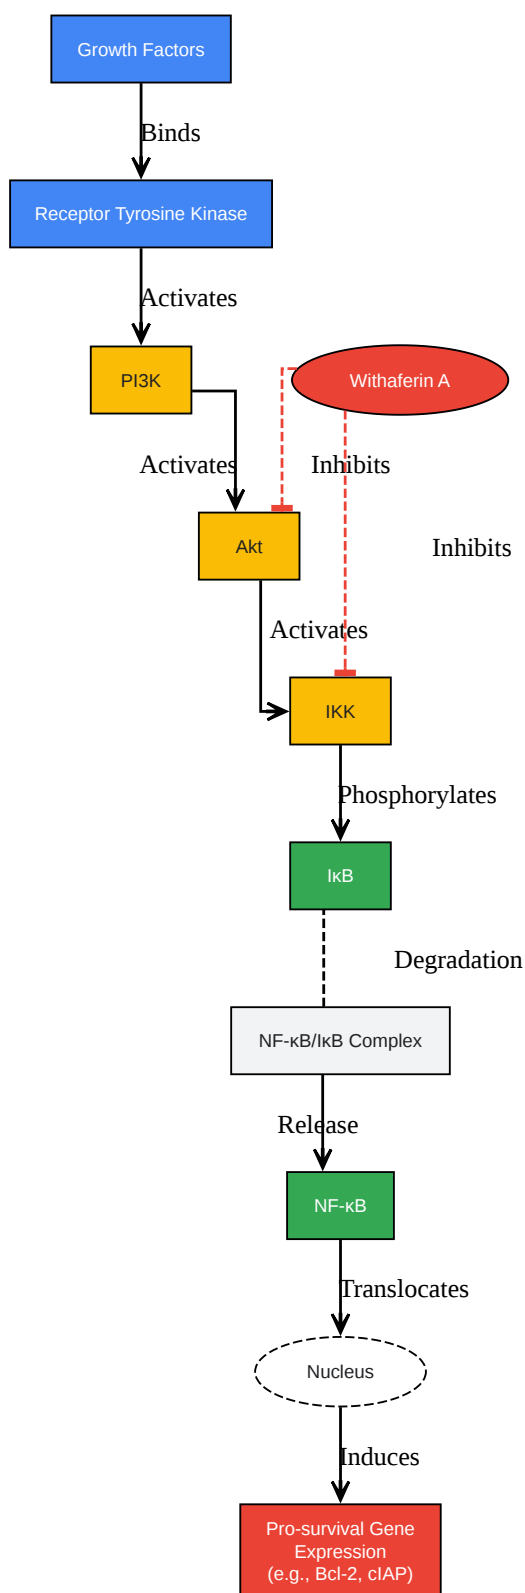 Growth Factors
Binds
Receptor Tyrosine Kinase
Activates
PI3K
Withaferin A
Activates
Inhibits
Akt
Inhibits
Activates
IKK
Phosphorylates
IκB
Degradation
NF-κB/IκB Complex
Release
NF-κB
Translocates
Nucleus
Induces
Pro-survival Gene
Expression
(e.g., Bcl-2, cIAP)